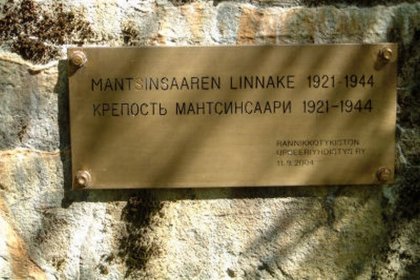 MANTSINSAAREN LINNAKE 1921-1944
КРЕПОСТЬ МАНТСИНСААРИ 1921-1944
RANNIKKOTYKISTÖN
UPSEERIYHDISTYS RY
11.9.2004